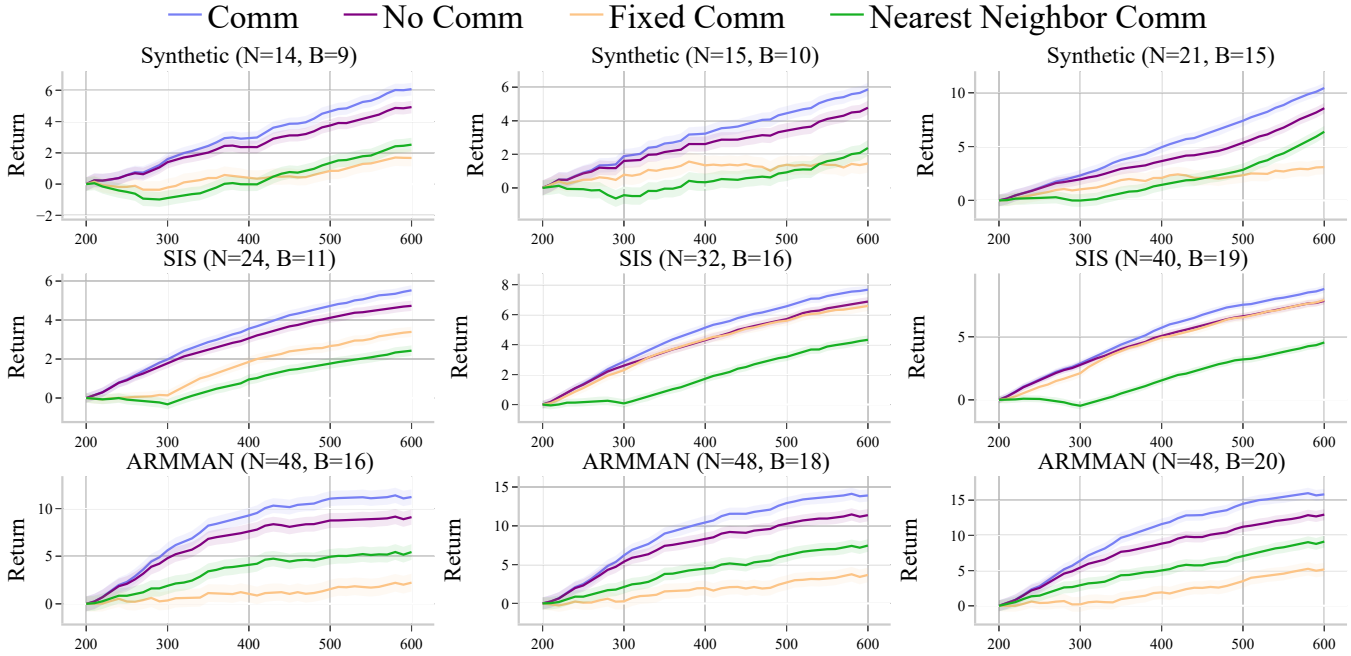 Comm No Comm Fixed Comm Nearest Neighbor Comm
Synthetic (N=14, B=9) Synthetic (N=15, B=10) Synthetic (N=21, B=15)
Return Return Return
6 4 2 0 −2
6 4 2 0
10 5 0
200 300 400 500 600 200 300 400 500 600 200 300 400 500 600
SIS (N=24, B=11) SIS (N=32, B=16) SIS (N=40, B=19)
Return Return Return
6 4 2 0
8 6 4 2 0
5 0
200 300 400 500 600 200 300 400 500 600 200 300 400 500 600
ARMMAN (N=48, B=16) ARMMAN (N=48, B=18) ARMMAN (N=48, B=20)
Return Return Return
10 5 0
15 10 5 0
15 10 5 0
200 300 400 500 600 200 300 400 500 600 200 300 400 500 600